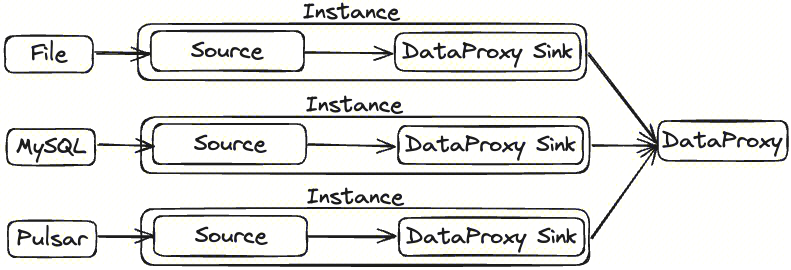 Instance
File
Source
DataProxy Sink
Instance
MySQL
Source
DataProxy Sink
DataProxy
Instance
Pulsar
Source
DataProxy Sink